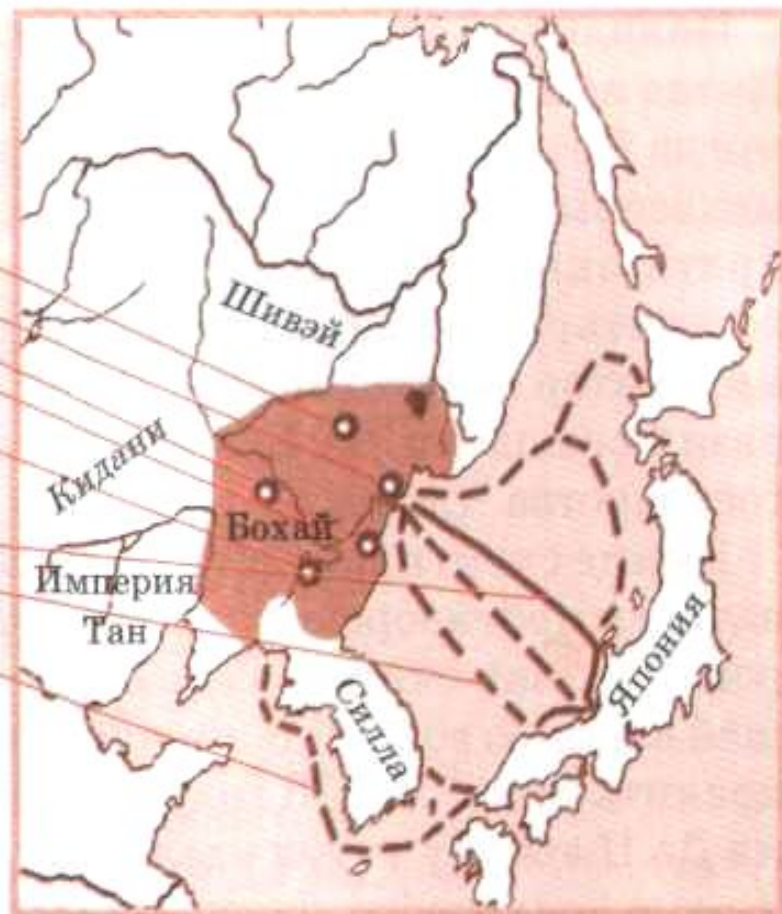 Шивэй
Кидани
Бохай
Империя
Тан
Силла
Япония